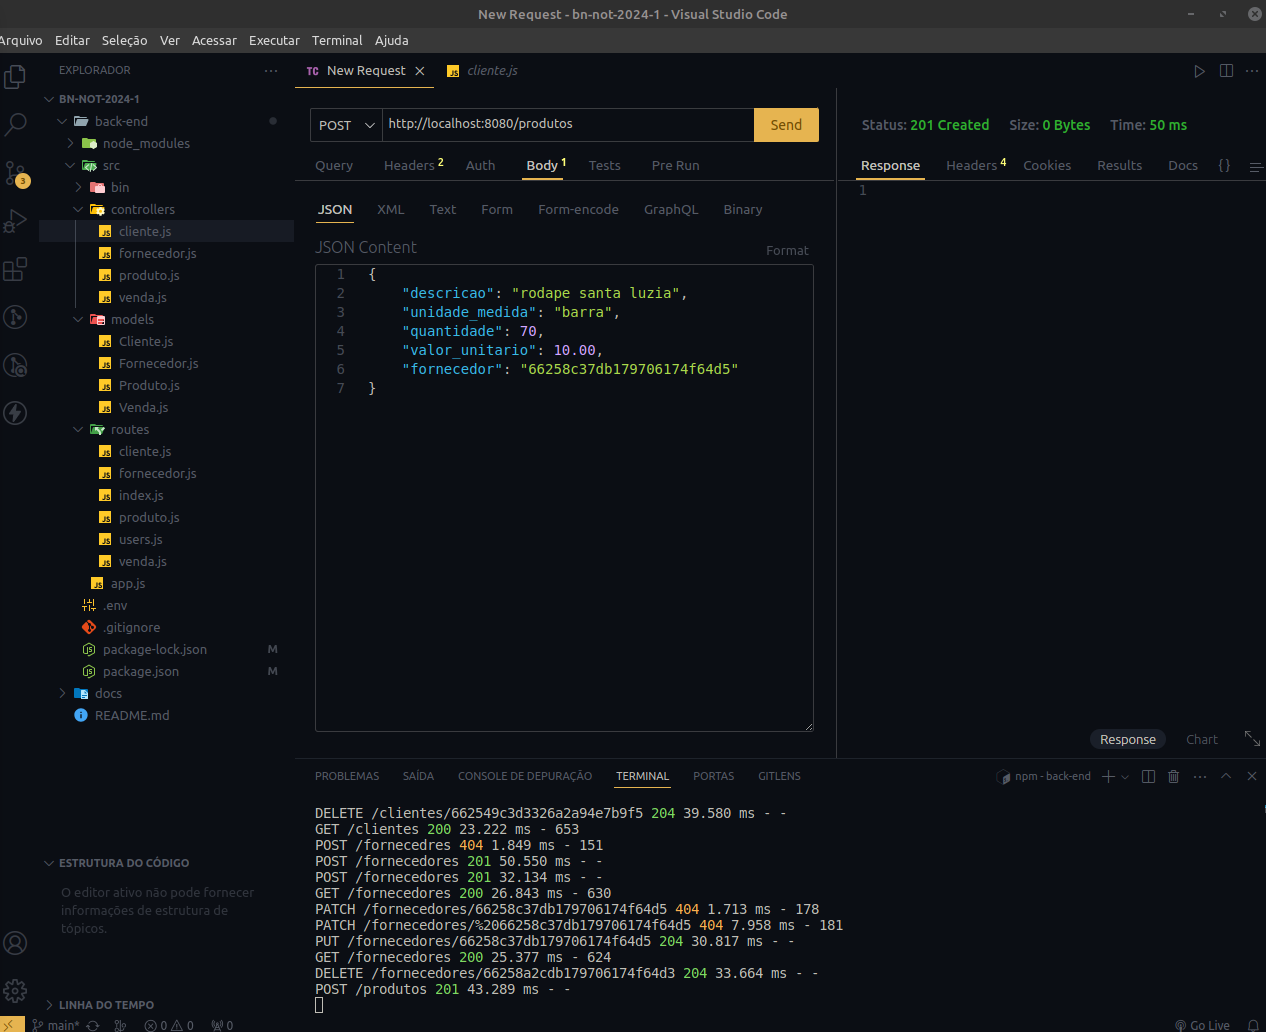 New Request - bn-not-2024-1 - Visual Studio Code
Arquivo Editar Seleção Ver Acessar Executar Terminal Ajuda
EXPLORADOR
BN-NOT-2024-1
back-end
node_modules
src
bin
controllers
cliente.js
fornecedor.js
produto.js
venda.js
models
Cliente.js
Fornecedor.js
Produto.js
Venda.js
routes
cliente.js
fornecedor.js
index.js
produto.js
users.js
venda.js
app.js
.env
.gitignore
package-lock.json M
package.json M
docs
README.md
3
ESTRUTURA DO CÓDIGO
O editor ativo não pode fornecer
informações de estrutura de
tópicos.
LINHA DO TEMPO
TC New Request
JS cliente.js
POST http://localhost:8080/produtos Send
Query Headers 2 Auth Body 1 Tests Pre Run
JSON XML Text Form Form-encode GraphQL Binary
JSON Content Format
1 {
2 "descricao": "rodape santa luzia",
3 "unidade_medida": "barra",
4 "quantidade": 70,
5 "valor_unitario": 10.00,
6 "fornecedor": "66258c37db179706174f64d5"
7 }
Status: 201 Created Size: 0 Bytes Time: 50 ms
Response Headers 4 Cookies Results Docs {}
1
Response Chart
PROBLEMAS SAÍDA CONSOLE DE DEPURAÇÃO TERMINAL PORTAS GITLENS
npm - back-end
DELETE /clientes/662549c3d3326a2a94e7b9f5 204 39.580 ms - -
GET /clientes 200 23.222 ms - 653
POST /fornecedres 404 1.849 ms - 151
POST /fornecedores 201 50.550 ms - -
POST /fornecedores 201 32.134 ms - -
GET /fornecedores 200 26.843 ms - 630
PATCH /fornecedores/66258c37db179706174f64d5 404 1.713 ms - 178
PATCH /fornecedores/%2066258c37db179706174f64d5 404 7.958 ms - 181
PUT /fornecedores/66258c37db179706174f64d5 204 30.817 ms - -
GET /fornecedores 200 25.377 ms - 624
DELETE /fornecedores/66258a2cdb179706174f64d3 204 33.664 ms - -
POST /produtos 201 43.289 ms - -
main* 0 0 0 Go Live